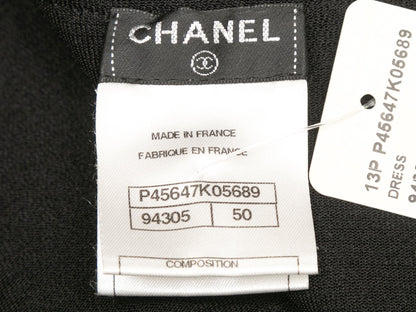 CHANEL
MADE IN FRANCE
FABRIQUE EN FRANCE
P45647K05689
94305 50
COMPOSITION
13P P45647K05689
DRESS